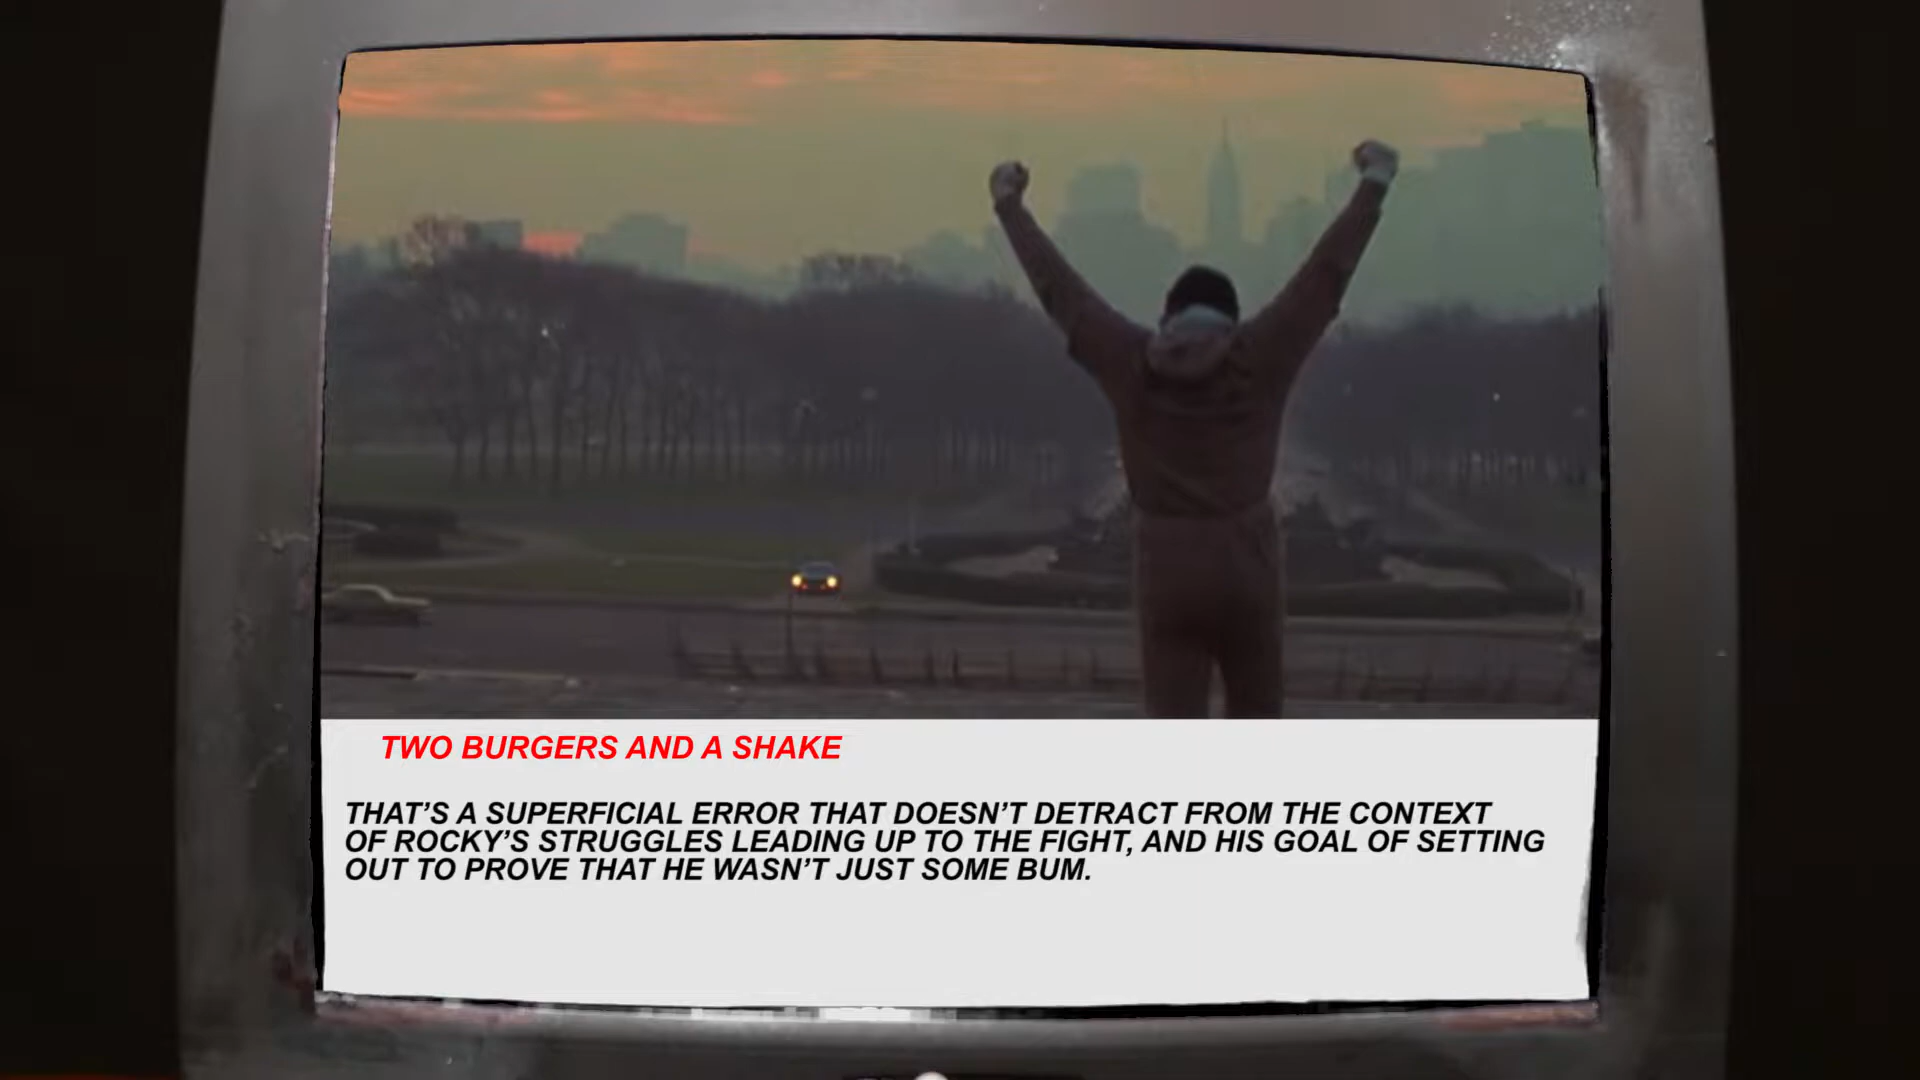 TWO BURGERS AND A SHAKE
THAT'S A SUPERFICIAL ERROR THAT DOESN'T DETRACT FROM THE CONTEXT
OF ROCKY'S STRUGGLES LEADING UP TO THE FIGHT, AND HIS GOAL OF SETTING
OUT TO PROVE THAT HE WASN'T JUST SOME BUM.